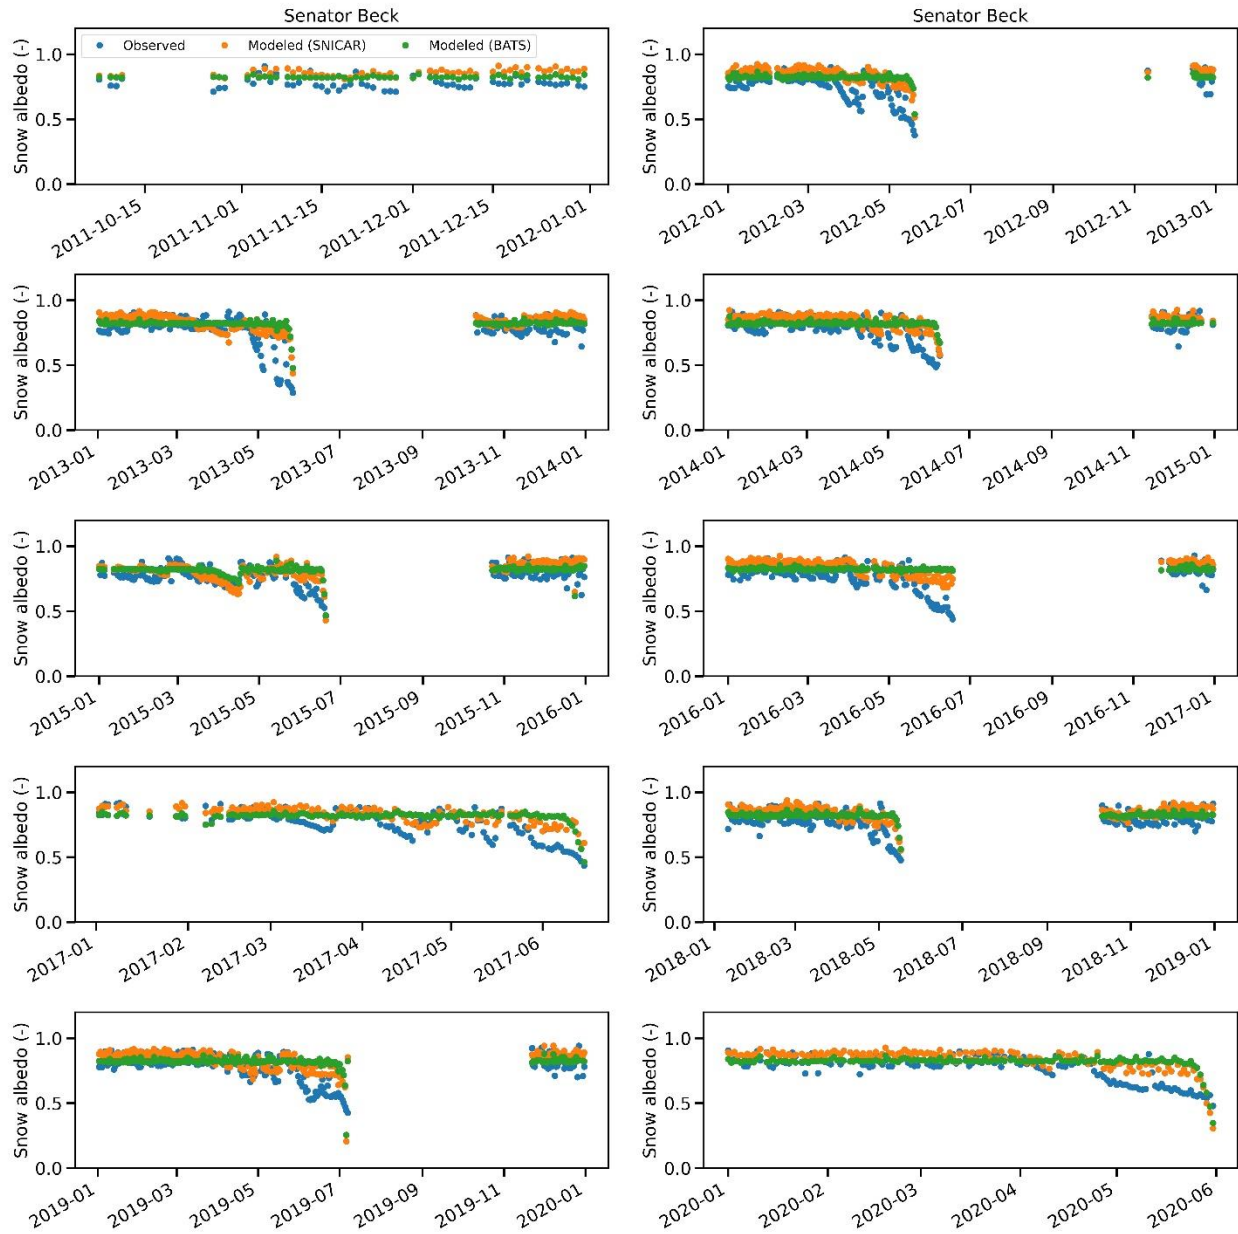 Senator Beck
Senator Beck
Observed Modeled (SNICAR) Modeled (BATS)
Snow albedo (-)
1.0
0.5
0.0
2011-10-15 2011-11-01 2011-11-15 2011-12-01 2011-12-15 2012-01-01
Snow albedo (-)
1.0
0.5
0.0
2012-01 2012-03 2012-05 2012-07 2012-09 2012-11 2013-01
Snow albedo (-)
1.0
0.5
0.0
2013-01 2013-03 2013-05 2013-07 2013-09 2013-11 2014-01
Snow albedo (-)
1.0
0.5
0.0
2014-01 2014-03 2014-05 2014-07 2014-09 2014-11 2015-01
Snow albedo (-)
1.0
0.5
0.0
2015-01 2015-03 2015-05 2015-07 2015-09 2015-11 2016-01
Snow albedo (-)
1.0
0.5
0.0
2016-01 2016-03 2016-05 2016-07 2016-09 2016-11 2017-01
Snow albedo (-)
1.0
0.5
0.0
2017-01 2017-02 2017-03 2017-04 2017-05 2017-06
Snow albedo (-)
1.0
0.5
0.0
2018-01 2018-03 2018-05 2018-07 2018-09 2018-11 2019-01
Snow albedo (-)
1.0
0.5
0.0
2019-01 2019-03 2019-05 2019-07 2019-09 2019-11 2020-01
Snow albedo (-)
1.0
0.5
0.0
2020-01 2020-02 2020-03 2020-04 2020-05 2020-06